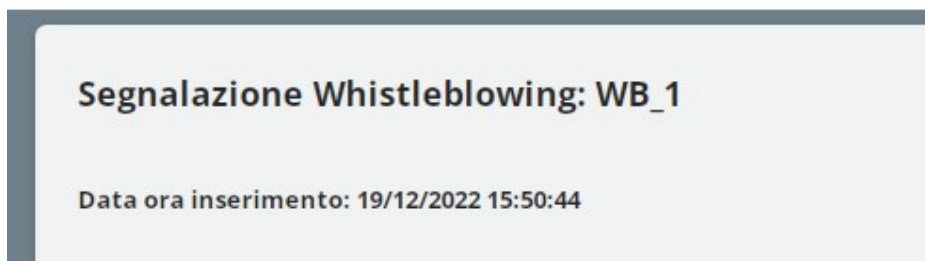 Segnalazione Whistleblowing: WB_1
Data ora inserimento: 19/12/2022 15:50:44